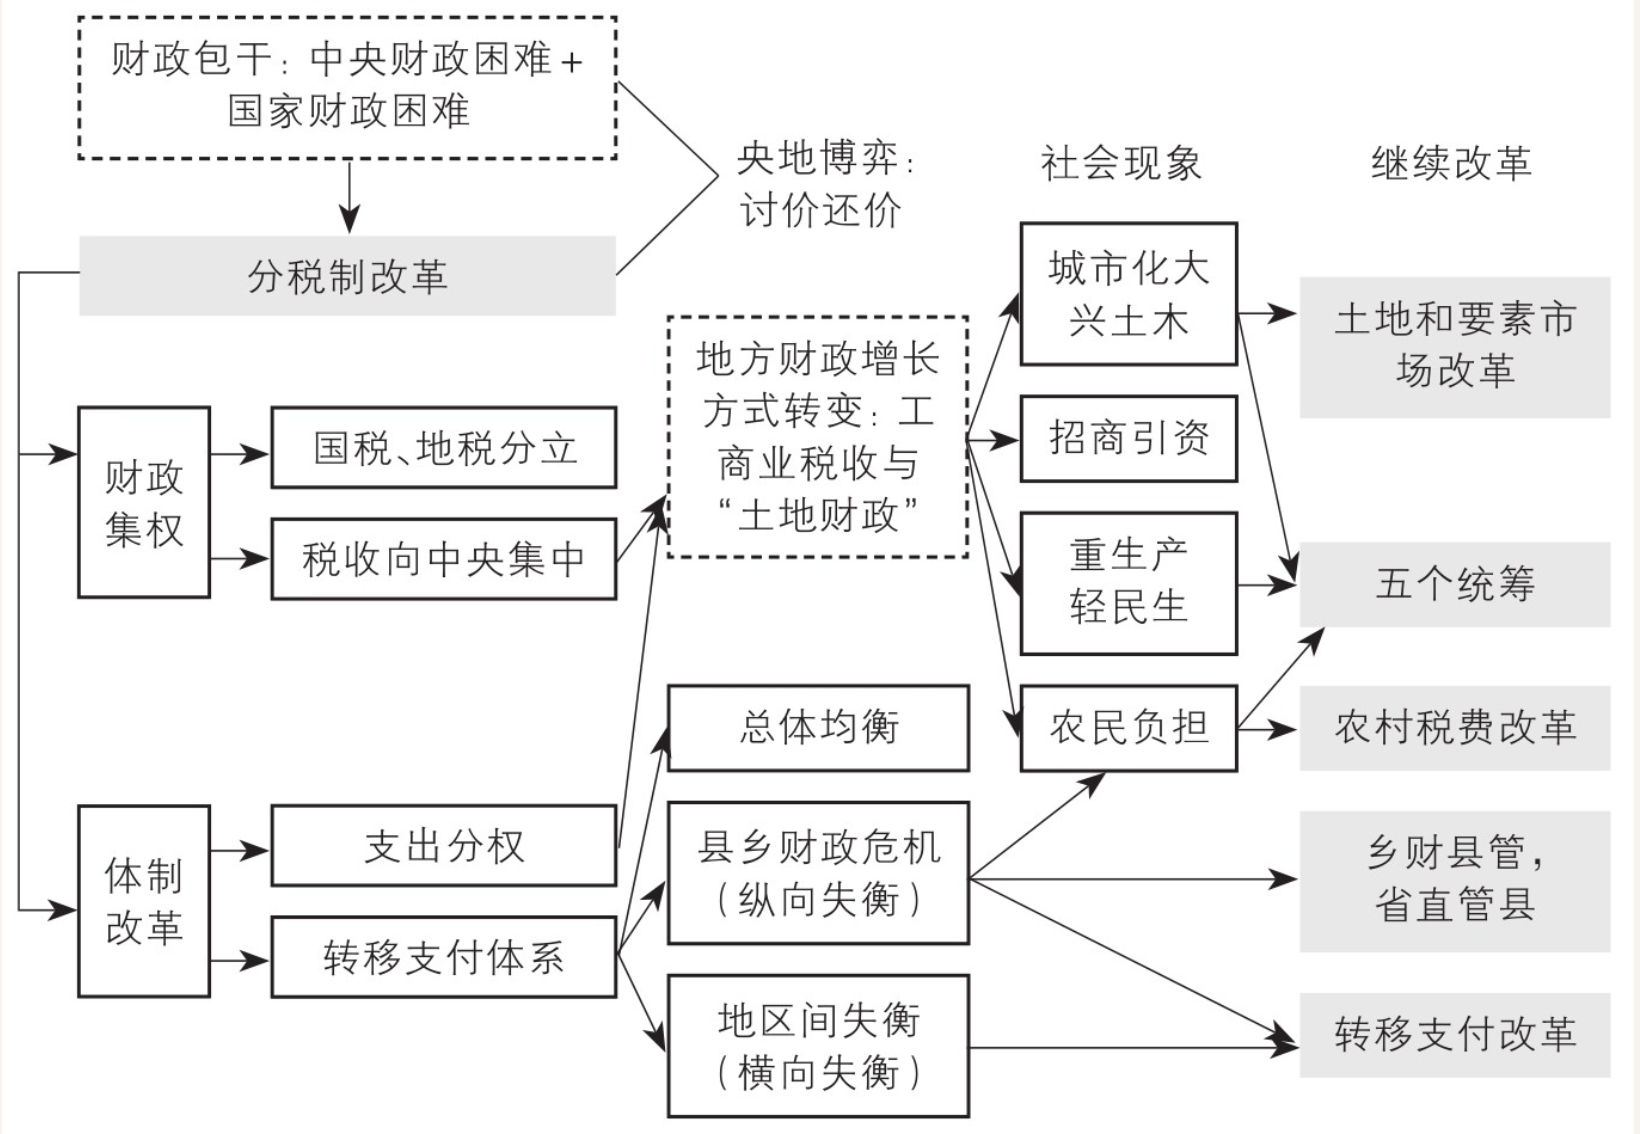 财政包干：中央财政困难+
国家财政困难
央地博弈：
讨价还价
社会现象
继续改革
分税制改革
城市化大
兴土木
土地和要素市
场改革
地方财政增长
方式转变：工
商业税收与
“土地财政”
财政
集权
国税、地税分立
税收向中央集中
招商引资
重生产
轻民生
五个统筹
总体均衡
农民负担
农村税费改革
体制
改革
支出分权
转移支付体系
县乡财政危机
（纵向失衡）
乡财县管，
省直管县
地区间失衡
（横向失衡）
转移支付改革